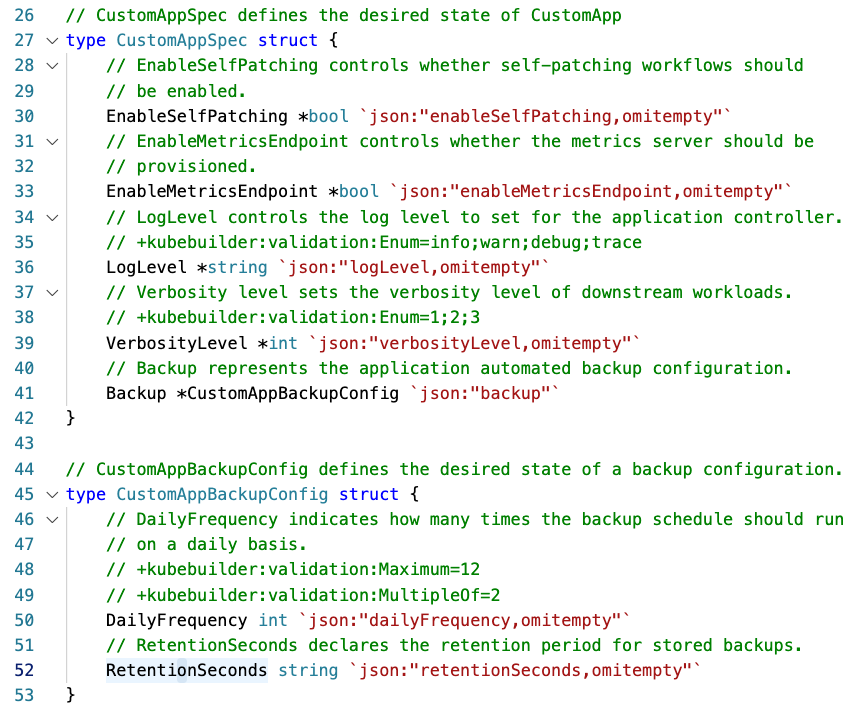 26 // CustomAppSpec defines the desired state of CustomApp
27 type CustomAppSpec struct {
28     // EnableSelfPatching controls whether self-patching workflows should
29     // be enabled.
30     EnableSelfPatching *bool `json:"enableSelfPatching,omitempty"`
31     // EnableMetricsEndpoint controls whether the metrics server should be
32     // provisioned.
33     EnableMetricsEndpoint *bool `json:"enableMetricsEndpoint,omitempty"`
34     // LogLevel controls the log level to set for the application controller.
35     // +kubebuilder:validation:Enum=info;warn;debug;trace
36     LogLevel *string `json:"logLevel,omitempty"`
37     // Verbosity level sets the verbosity level of downstream workloads.
38     // +kubebuilder:validation:Enum=1;2;3
39     VerbosityLevel *int `json:"verbosityLevel,omitempty"`
40     // Backup represents the application automated backup configuration.
41     Backup *CustomAppBackupConfig `json:"backup"`
42 }
43
44 // CustomAppBackupConfig defines the desired state of a backup configuration.
45 type CustomAppBackupConfig struct {
46     // DailyFrequency indicates how many times the backup schedule should run
47     // on a daily basis.
48     // +kubebuilder:validation:Maximum=12
49     // +kubebuilder:validation:MultipleOf=2
50     DailyFrequency int `json:"dailyFrequency,omitempty"`
51     // RetentionSeconds declares the retention period for stored backups.
52     RetentionSeconds string `json:"retentionSeconds,omitempty"`
53 }